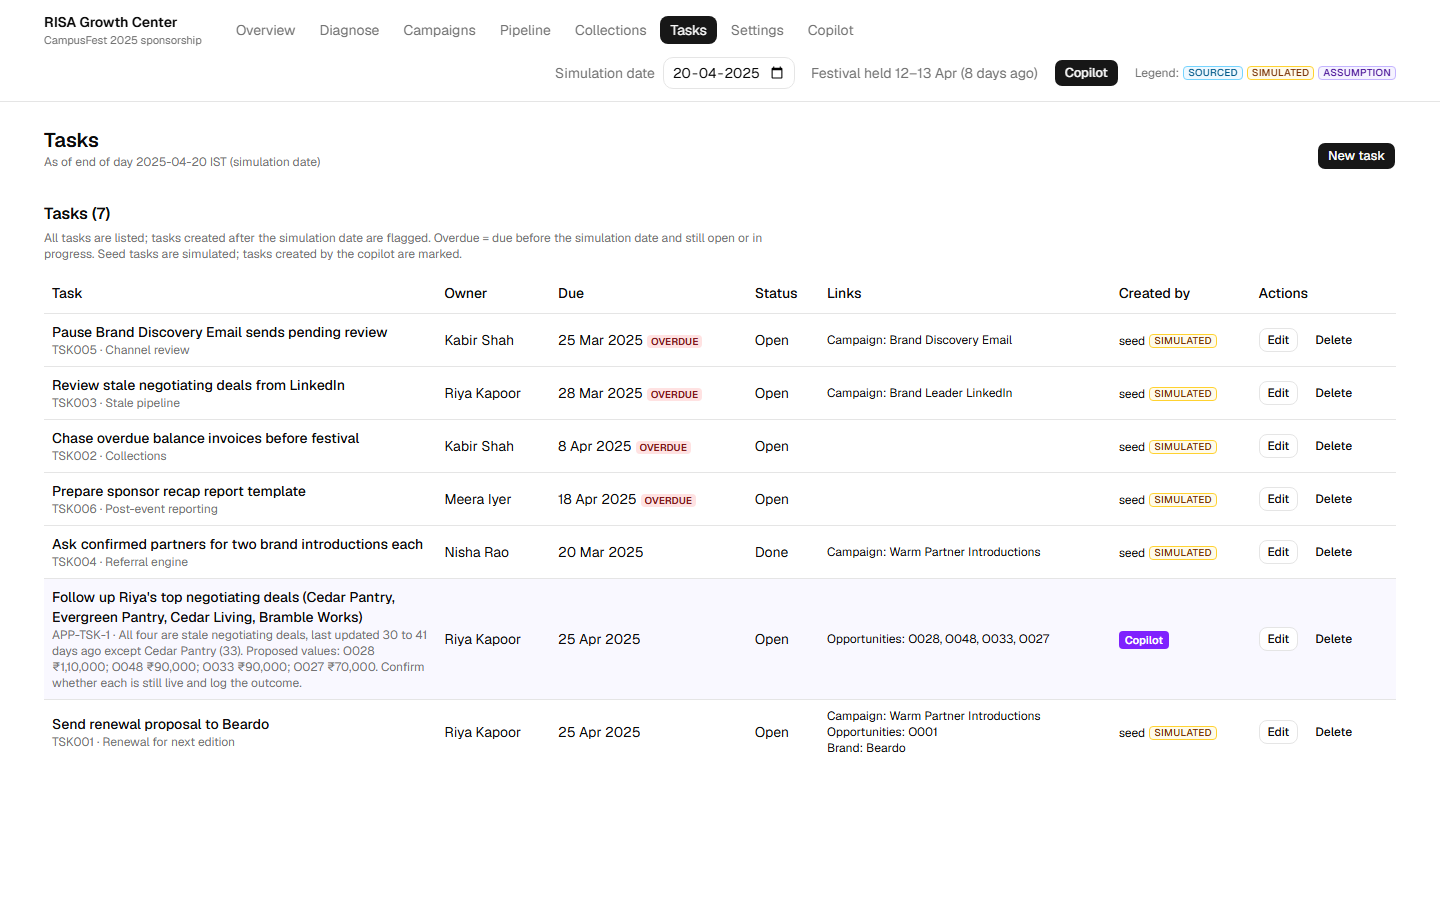 RISA Growth Center
CampusFest 2025 sponsorship
Overview Diagnose Campaigns Pipeline Collections Tasks Settings Copilot
Simulation date 20-04-2025 Festival held 12–13 Apr (8 days ago) Copilot Legend: SOURCED SIMULATED ASSUMPTION
Tasks
As of end of day 2025-04-20 IST (simulation date)
New task
Tasks (7)
All tasks are listed; tasks created after the simulation date are flagged. Overdue = due before the simulation date and still open or in
progress. Seed tasks are simulated; tasks created by the copilot are marked.
Task Owner Due Status Links Created by Actions
Pause Brand Discovery Email sends pending review
TSK005 · Channel review
Kabir Shah 25 Mar 2025 OVERDUE Open Campaign: Brand Discovery Email seed SIMULATED Edit Delete
Review stale negotiating deals from LinkedIn
TSK003 · Stale pipeline
Riya Kapoor 28 Mar 2025 OVERDUE Open Campaign: Brand Leader LinkedIn seed SIMULATED Edit Delete
Chase overdue balance invoices before festival
TSK002 · Collections
Kabir Shah 8 Apr 2025 OVERDUE Open seed SIMULATED Edit Delete
Prepare sponsor recap report template
TSK006 · Post-event reporting
Meera Iyer 18 Apr 2025 OVERDUE Open seed SIMULATED Edit Delete
Ask confirmed partners for two brand introductions each
TSK004 · Referral engine
Nisha Rao 20 Mar 2025 Done Campaign: Warm Partner Introductions seed SIMULATED Edit Delete
Follow up Riya's top negotiating deals (Cedar Pantry,
Evergreen Pantry, Cedar Living, Bramble Works)
APP-TSK-1 · All four are stale negotiating deals, last updated 30 to 41
days ago except Cedar Pantry (33). Proposed values: O028
₹1,10,000; O048 ₹90,000; O033 ₹90,000; O027 ₹70,000. Confirm
whether each is still live and log the outcome.
Riya Kapoor 25 Apr 2025 Open Opportunities: O028, O048, O033, O027 Copilot Edit Delete
Send renewal proposal to Beardo
TSK001 · Renewal for next edition
Riya Kapoor 25 Apr 2025 Open
Campaign: Warm Partner Introductions
Opportunities: O001
Brand: Beardo
seed SIMULATED Edit Delete